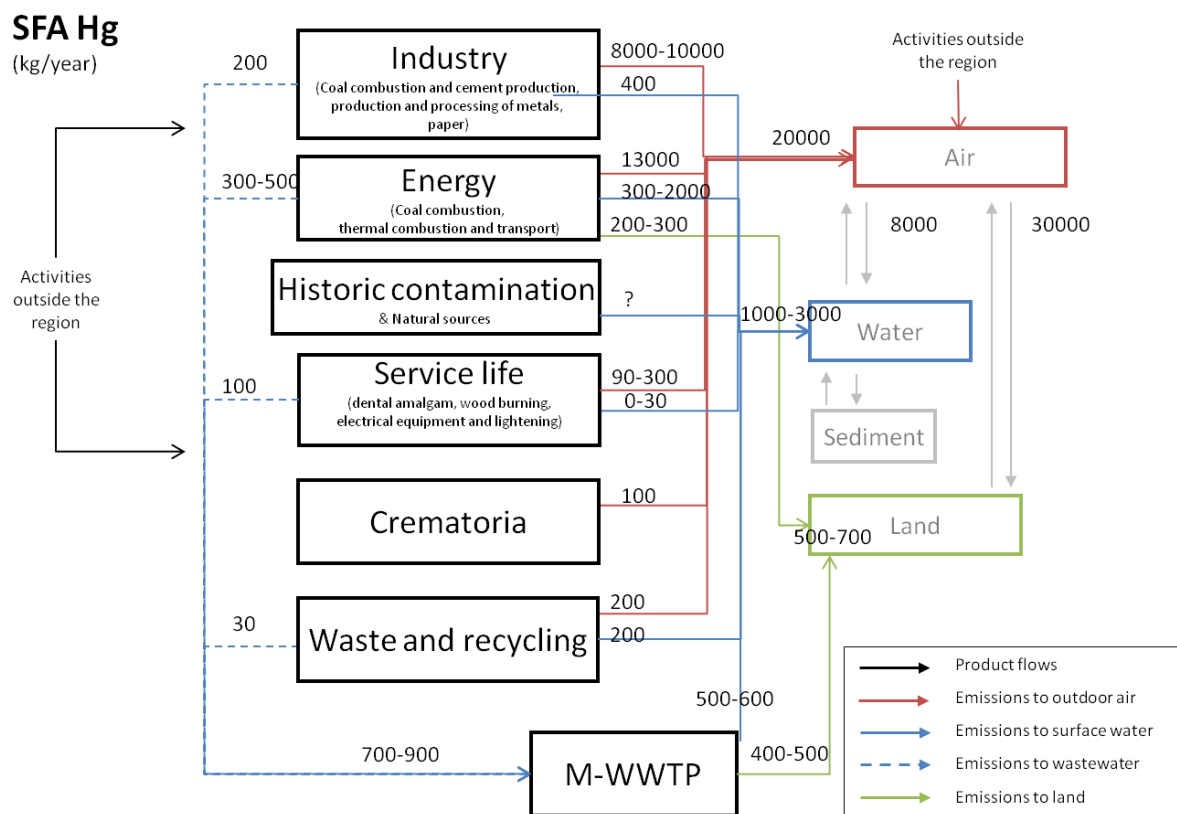 SFA Hg
(kg/year)
200
Industry
(Coal combustion and cement production,
production and processing of metals,
paper)
8000-10000
400
Activities outside
the region
20000
Air
300-500
Energy
(Coal combustion,
thermal combustion and transport)
13000
300-2000
200-300
8000
30000
Activities
outside the
region
Historic contamination
& Natural sources
?
1000-3000
Water
100
Service life
(dental amalgam, wood burning,
electrical equipment and lightening)
90-300
0-30
Sediment
Crematoria
100
Land
500-700
30
Waste and recycling
200
200
500-600
700-900
M-WWTP
400-500
Product flows
Emissions to outdoor air
Emissions to surface water
Emissions to wastewater
Emissions to land